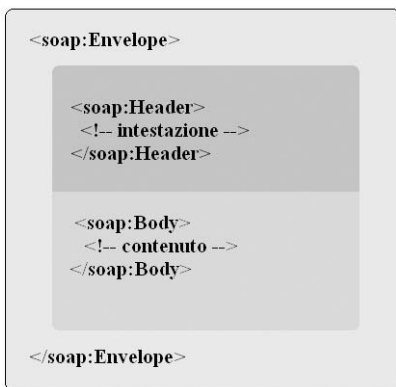 <soap:Envelope>
<soap:Header>
<!-- intestazione -->
</soap:Header>
<soap:Body>
<!-- contenuto -->
</soap:Body>
</soap:Envelope>